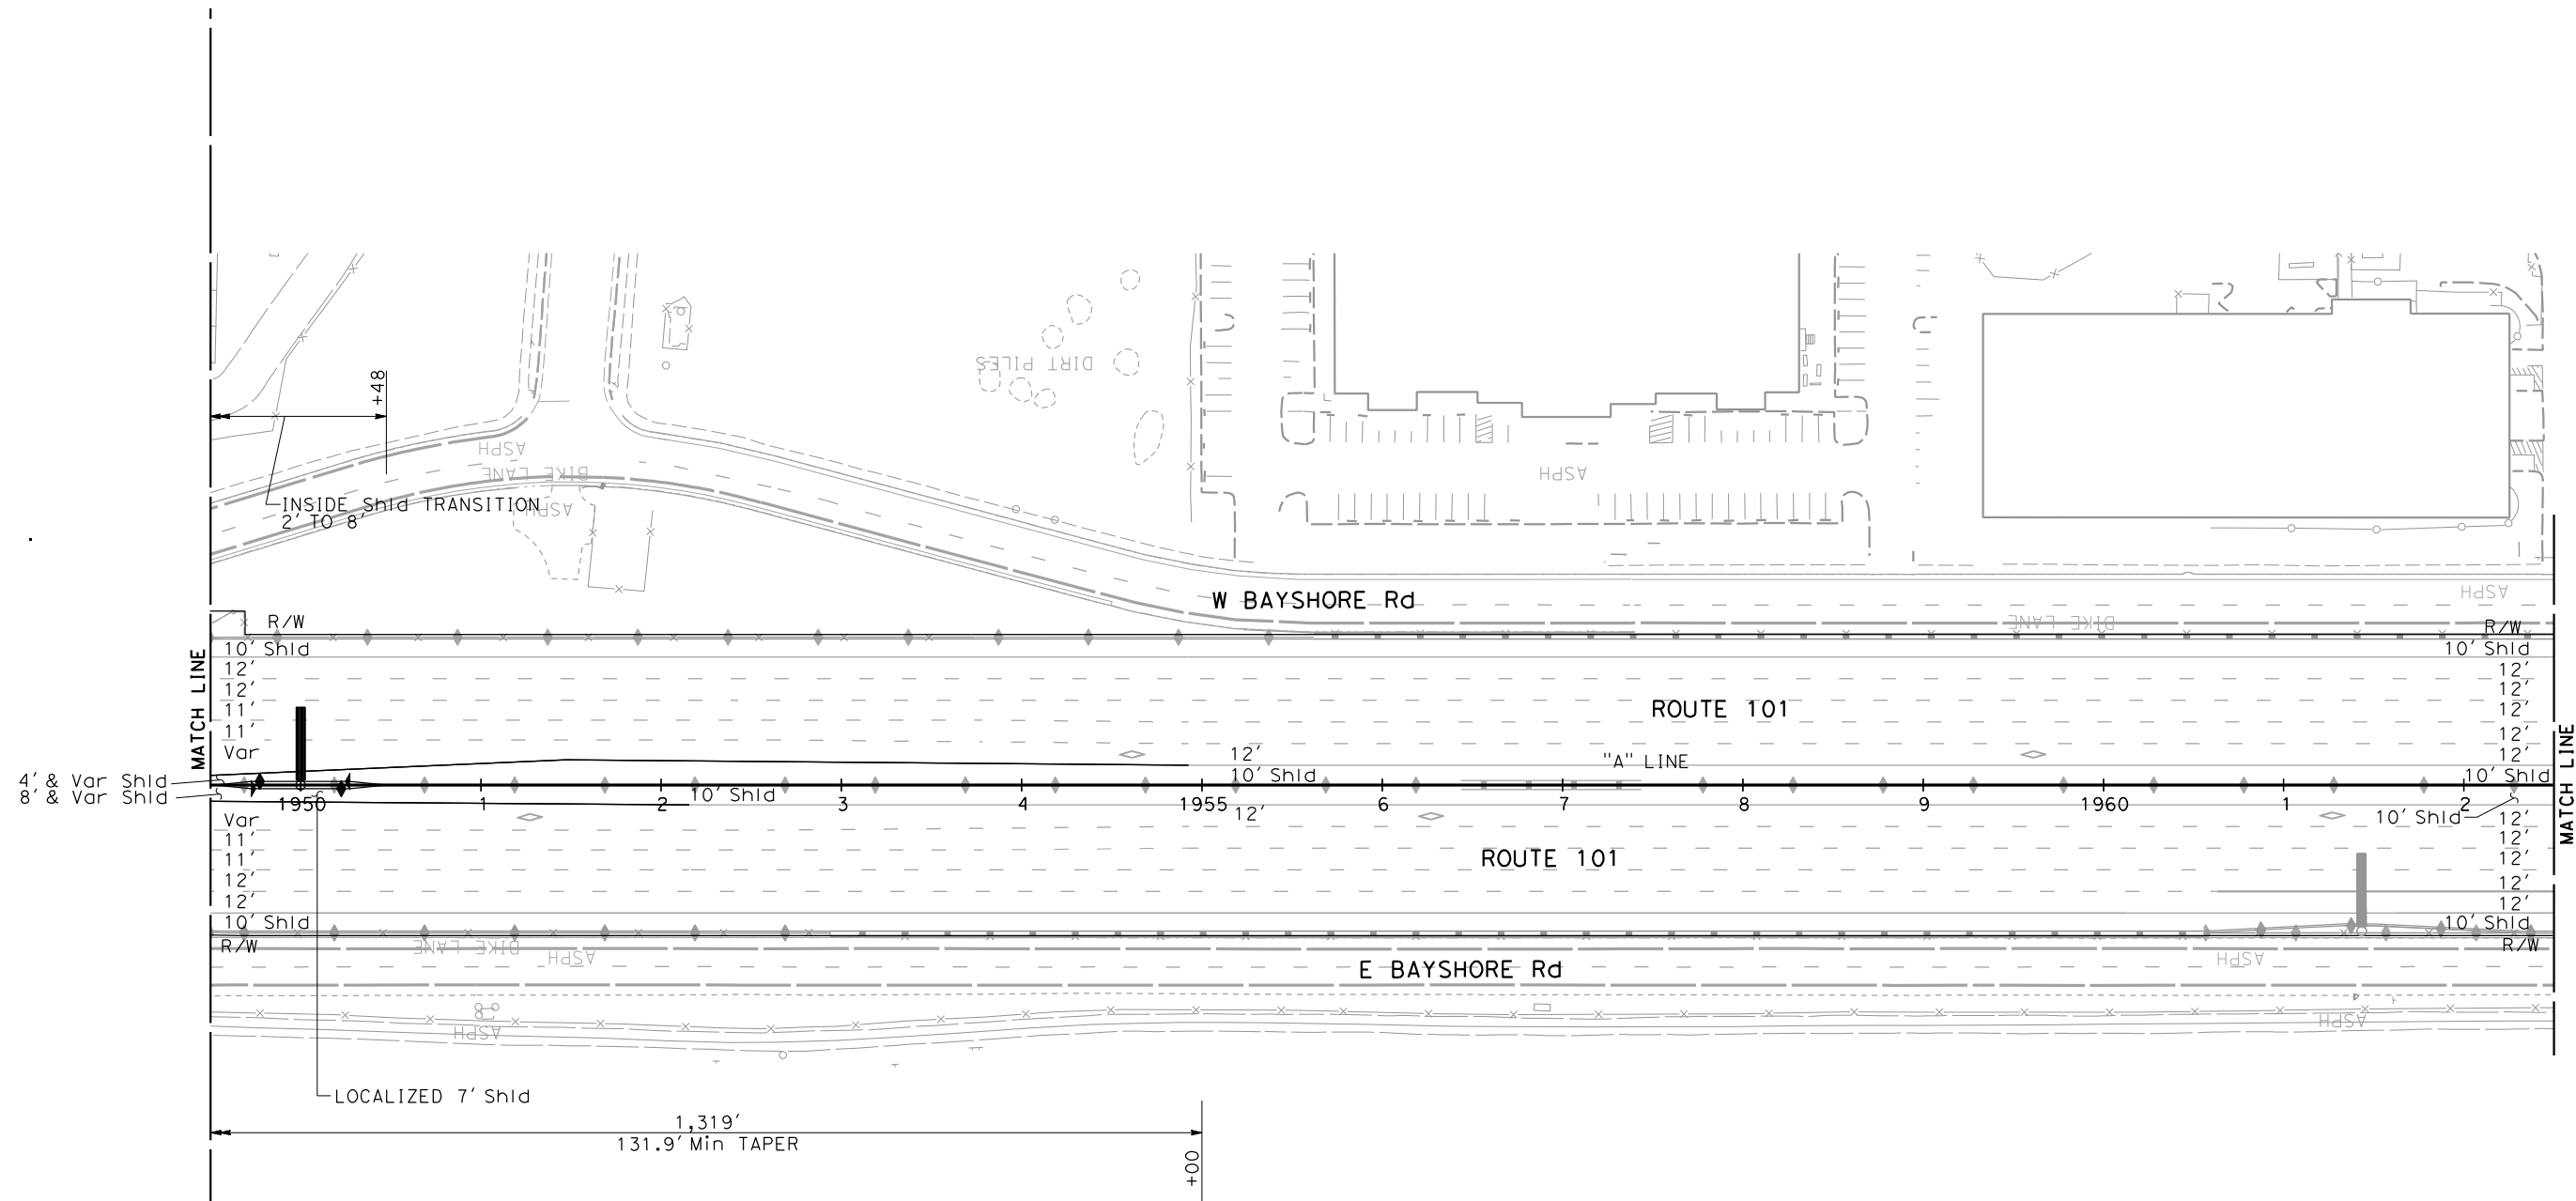 +48
DIRT PILES
ASPH
BIKE LANE
ASPH
ASPH
INSIDE Shld TRANSITION
2' TO 8'
ASPH
W BAYSHORE Rd
BIKE LANE
R/W
R/W
10' Shld
10' Shld
12'
12'
12'
12'
11'
12'
11'
12'
Var
12'
12'
ROUTE 101
"A" LINE
MATCH LINE
MATCH LINE
4' & Var Shld
8' & Var Shld
10' Shld
10' Shld
10' Shld
1950
1
2
3
4
1955
6
7
8
9
1960
1
2
12'
10' Shld
Var
12'
11'
12'
11'
12'
12'
12'
12'
12'
ROUTE 101
10' Shld
10' Shld
R/W
R/W
BIKE LANE
ASPH
ASPH
E BAYSHORE Rd
ASPH
ASPH
LOCALIZED 7' Shld
1,319'
131.9' Min TAPER
+00